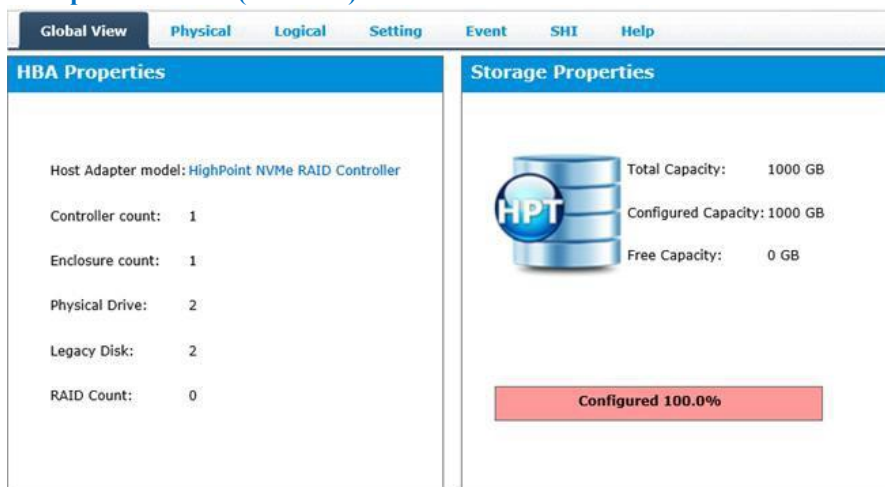 Global View Physical Logical Setting Event SHI Help
HBA Properties
Host Adapter model: HighPoint NVMe RAID Controller
Controller count: 1
Enclosure count: 1
Physical Drive: 2
Legacy Disk: 2
RAID Count: 0
Storage Properties
HPT
Total Capacity: 1000 GB
Configured Capacity: 1000 GB
Free Capacity: 0 GB
Configured 100.0%